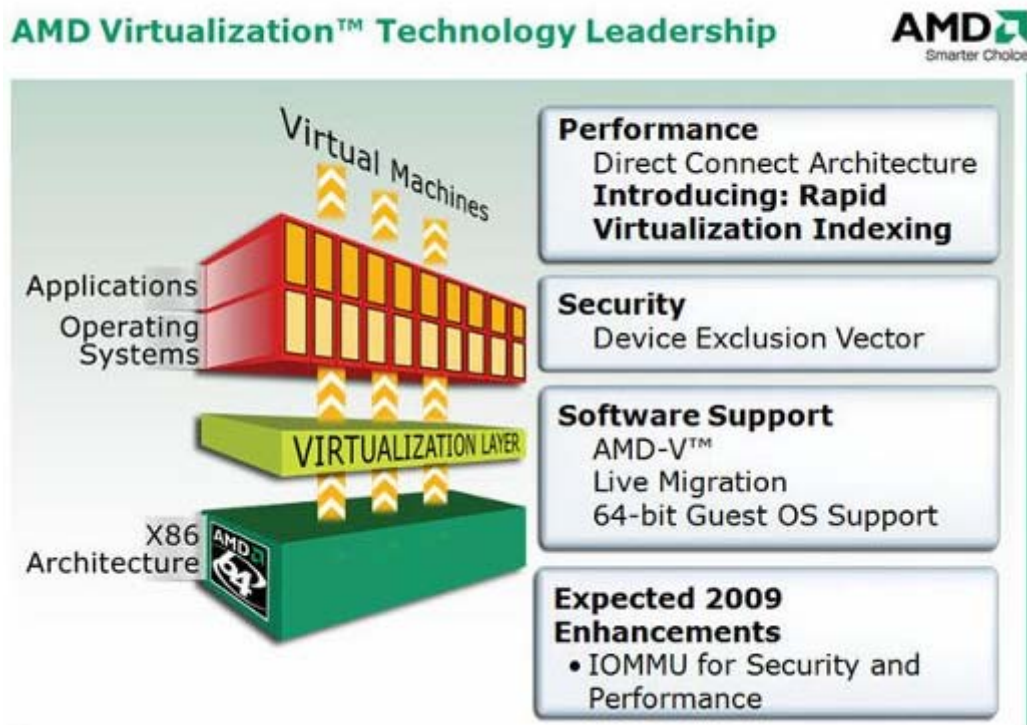 AMD Virtualization™ Technology Leadership
AMD
Smarter Choice
Virtual Machines
Applications
Operating
Systems
VIRTUALIZATION LAYER
X86
Architecture
AMD
64
Performance
Direct Connect Architecture
Introducing: Rapid
Virtualization Indexing
Security
Device Exclusion Vector
Software Support
AMD-V™
Live Migration
64-bit Guest OS Support
Expected 2009
Enhancements
• IOMMU for Security and
Performance